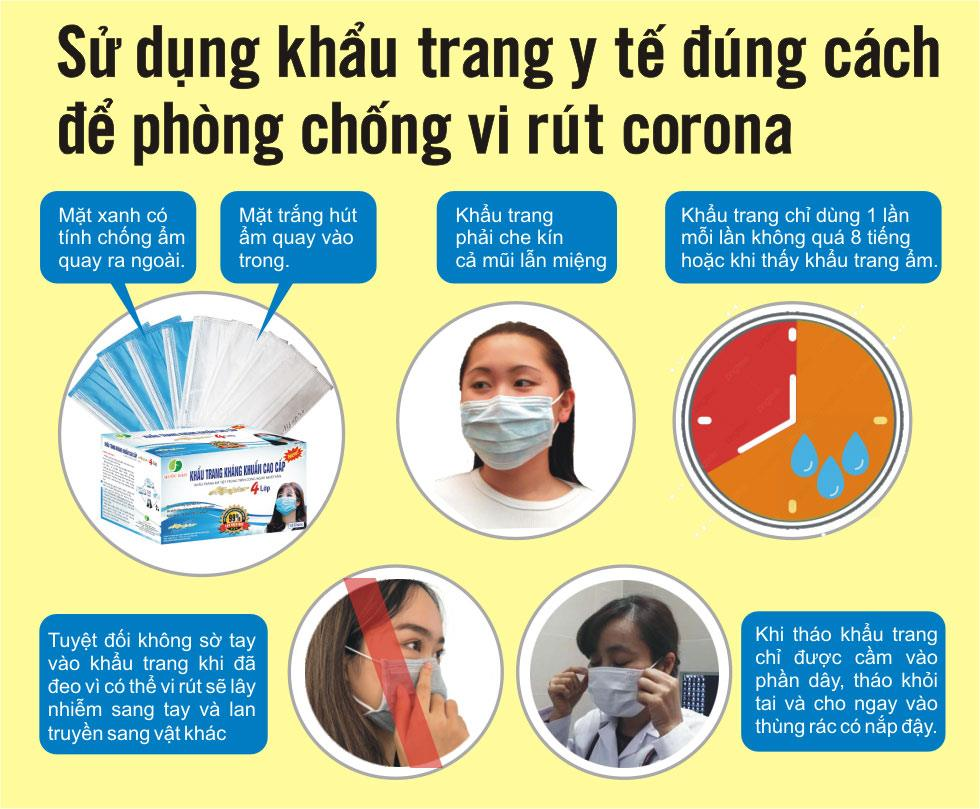 Sử dụng khẩu trang y tế đúng cách
để phòng chống vi rút corona
Mặt xanh có
tính chống ẩm
quay ra ngoài.
Mặt trắng hút
ẩm quay vào
trong.
Khẩu trang
phải che kín
cả mũi lẫn miệng
Khẩu trang chỉ dùng 1 lần
mỗi lần không quá 8 tiếng
hoặc khi thấy khẩu trang ẩm.
KHẨU TRANG KHÁNG KHUẨN CAO CẤP
4 Lớp
99%
Tuyệt đối không sờ tay
vào khẩu trang khi đã
đeo vì có thể vi rút sẽ lây
nhiễm sang tay và lan
truyền sang vật khác
Khi tháo khẩu trang
chỉ được cầm vào
phần dây, tháo khỏi
tai và cho ngay vào
thùng rác có nắp đậy.